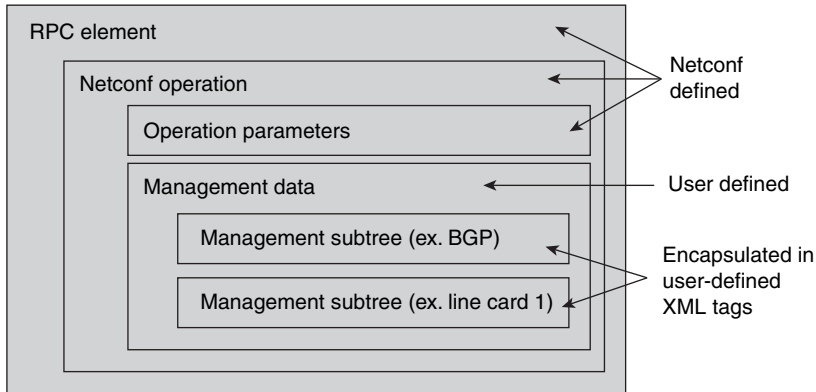 RPC element
Netconf operation
Netconf
defined
Operation parameters
Management data
User defined
Management subtree (ex. BGP)
Encapsulated in
user-defined
XML tags
Management subtree (ex. line card 1)